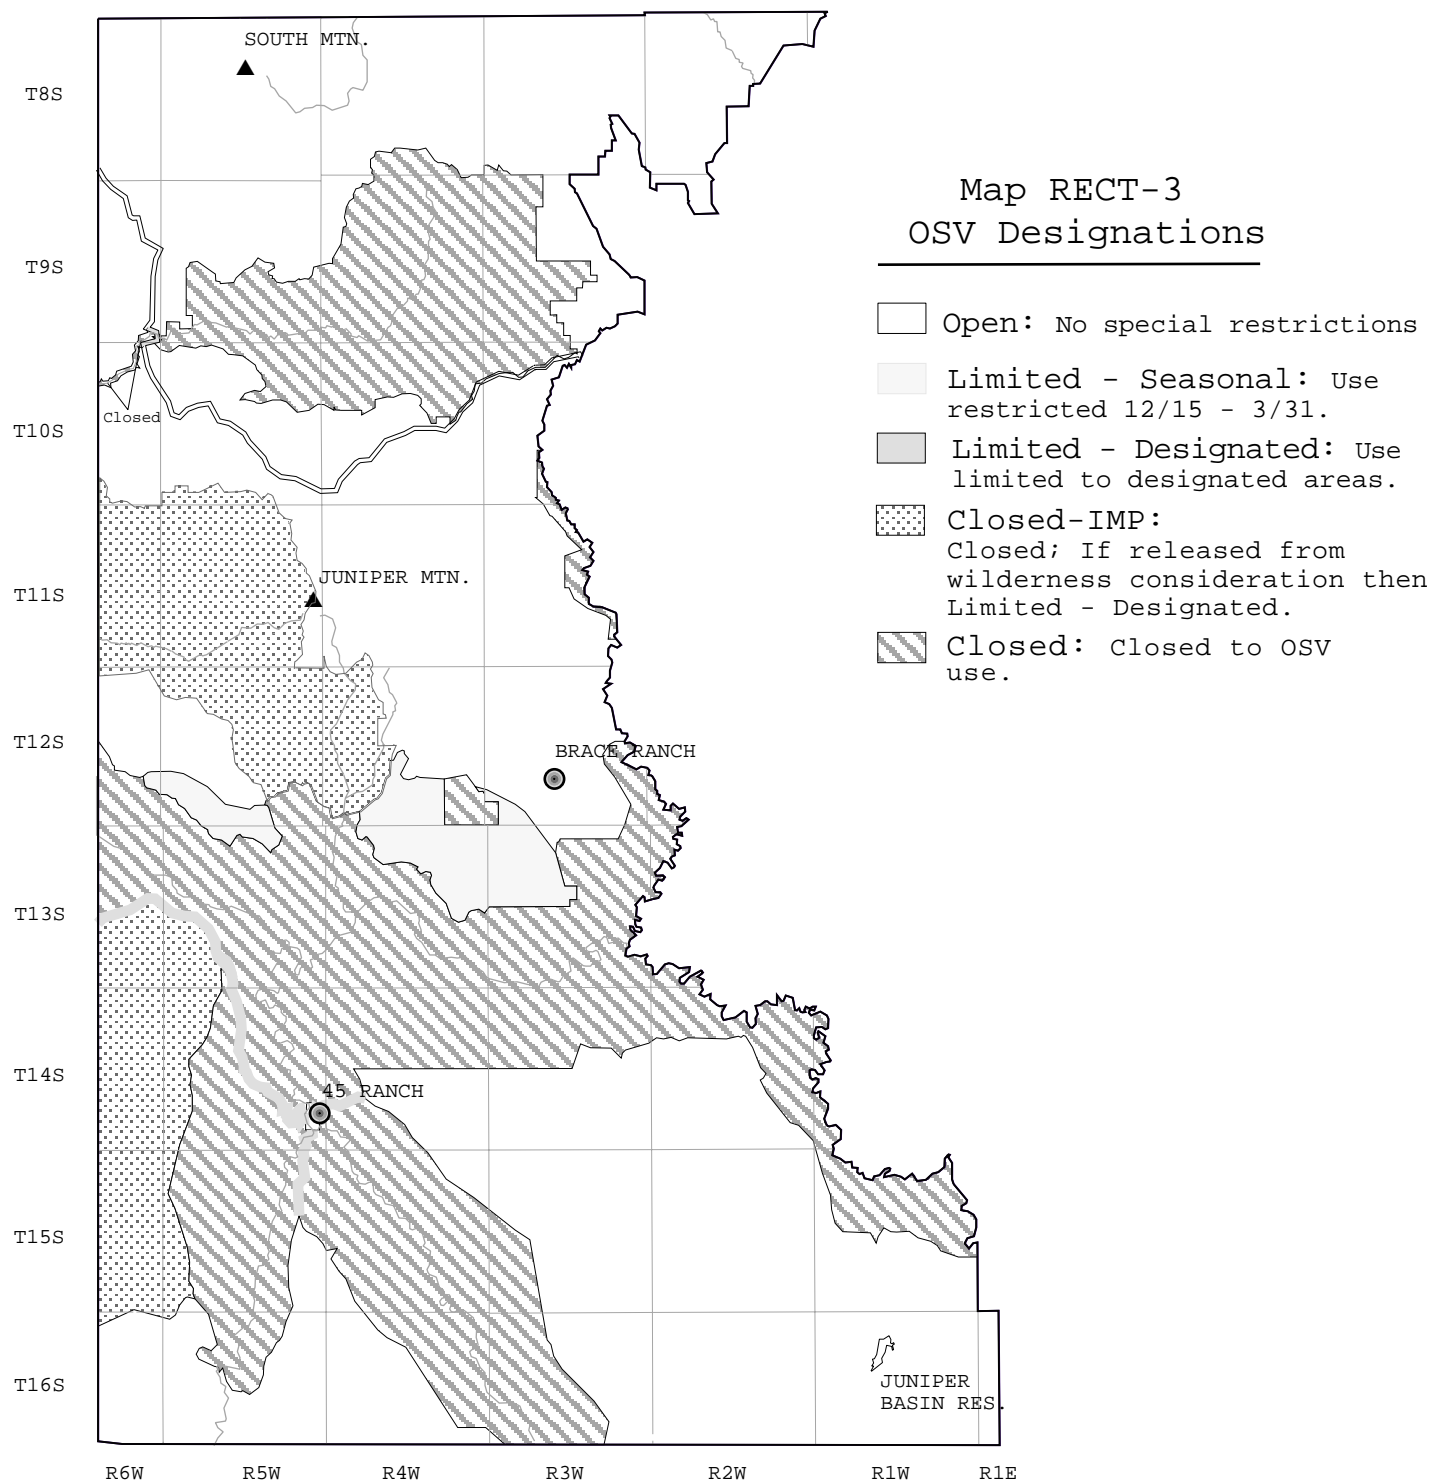 SOUTH MTN.
T8S
Map RECT-3
OSV Designations
T9S
Open: No special restrictions
Limited - Seasonal: Use
restricted 12/15 - 3/31.
Closed
T10S
Limited - Designated: Use
limited to designated areas.
Closed-IMP:
Closed; If released from
wilderness consideration then
Limited - Designated.
JUNIPER MTN.
T11S
Closed: Closed to OSV
use.
T12S
BRACE RANCH
T13S
T14S
45 RANCH
T15S
T16S
JUNIPER
BASIN RES.
R6W
R5W
R4W
R3W
R2W
R1W
R1E